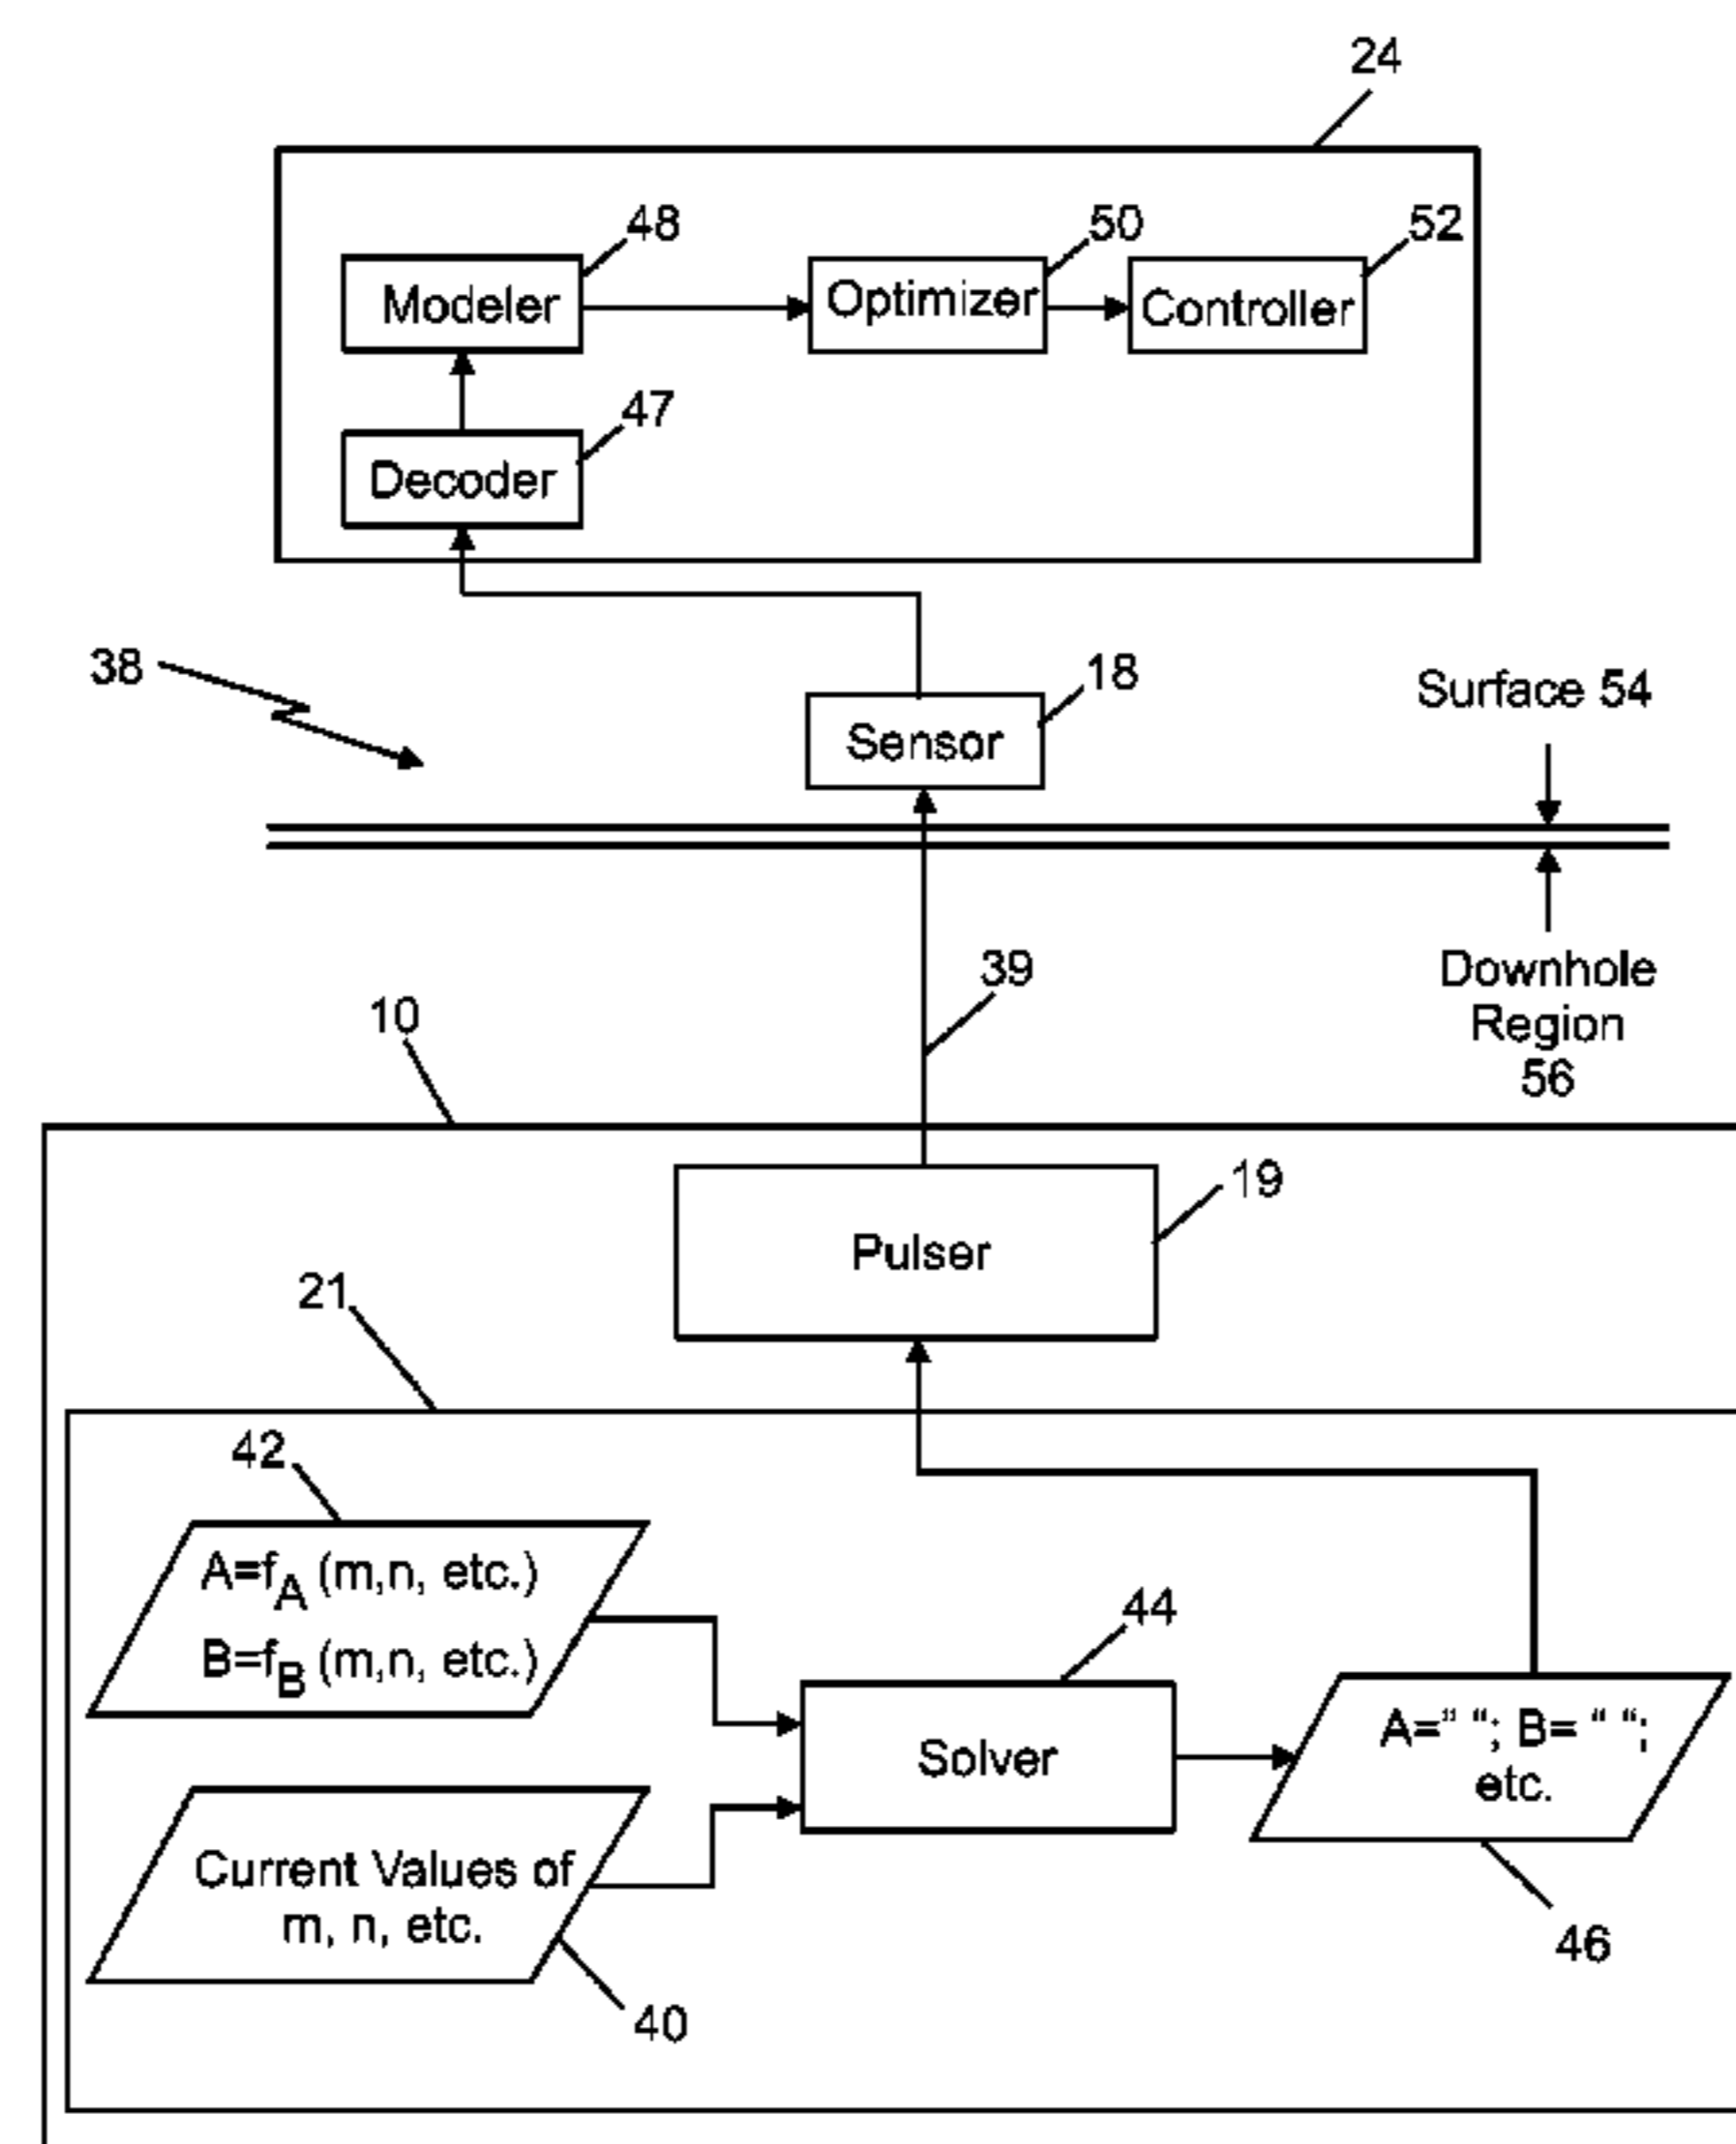 24
48
50
52
Modeler
Optimizer
Controller
47
Decoder
38
18
Surface 54
Sensor
39
Downhole
Region
56
10
19
Pulser
21
42
A=fA (m,n, etc.)
B=fB (m,n, etc.)
44
Solver
A=“ “; B= “ “;
etc.
Current Values of
m, n, etc.
46
40